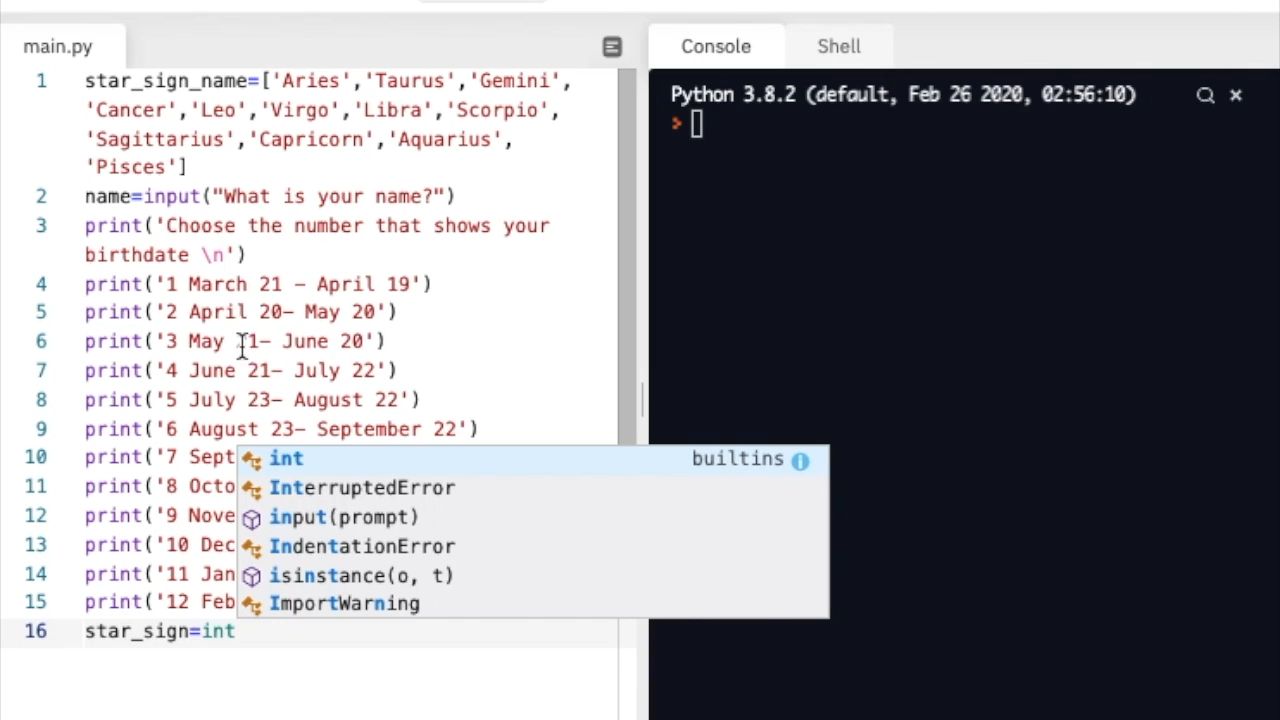 main.py
Console
Shell
1 star_sign_name=['Aries','Taurus','Gemini',
'Cancer','Leo','Virgo','Libra','Scorpio',
'Sagittarius','Capricorn','Aquarius',
'Pisces']
2 name=input("What is your name?")
3 print('Choose the number that shows your
birthdate \n')
4 print('1 March 21 - April 19')
5 print('2 April 20- May 20')
6 print('3 May 1- June 20')
7 print('4 June 21- July 22')
8 print('5 July 23- August 22')
9 print('6 August 23- September 22')
10 print('7 Sept
11 print('8 Octo
12 print('9 Nove
13 print('10 Dec
14 print('11 Jan
15 print('12 Feb
16 star_sign=int
int builtins
InterruptedError
input(prompt)
IndentationError
isinstance(o, t)
ImportWarning
Python 3.8.2 (default, Feb 26 2020, 02:56:10)
>